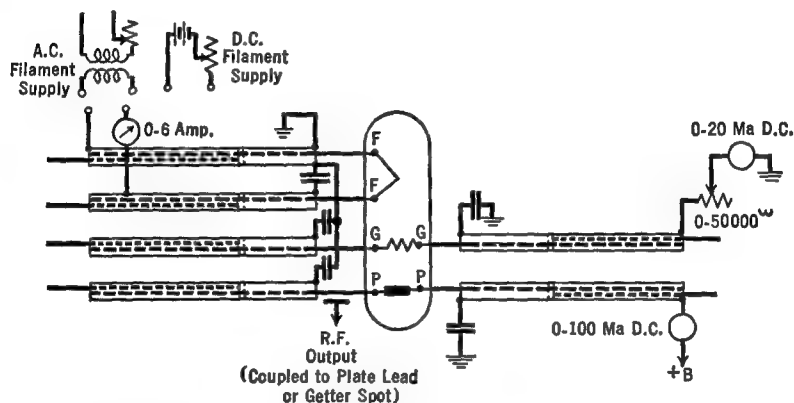 A.C.
Filament
Supply
D.C.
Filament
Supply
0-6 Amp.
0-20 Ma D.C.
F
F
G
G
P
P
0-50000ω
0-100 Ma D.C.
+B
R.F.
Output
(Coupled to Plate Lead
or Getter Spot)